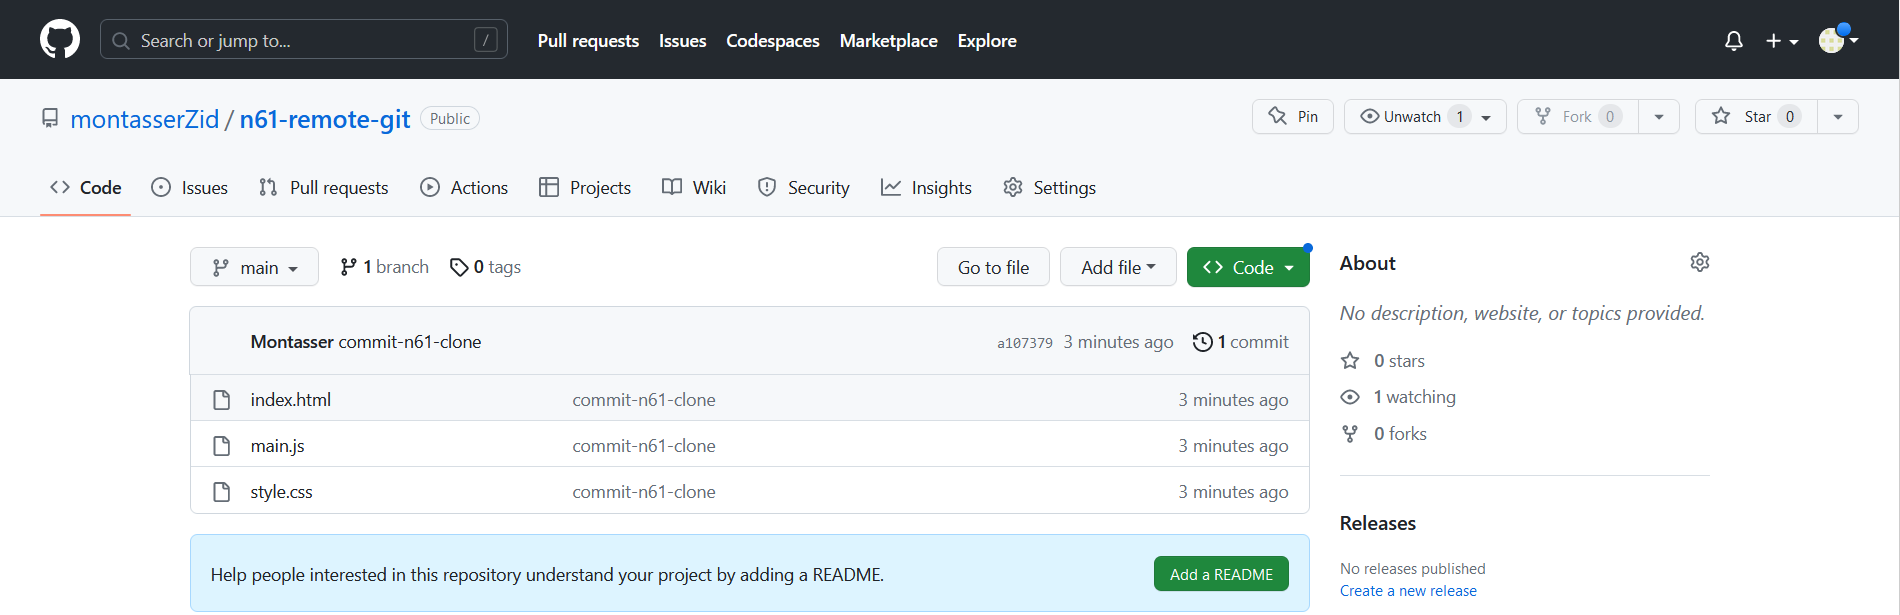 Search or jump to... / Pull requests Issues Codespaces Marketplace Explore
montasserZid / n61-remote-git Public Pin Unwatch 1 Fork 0 Star 0
Code Issues Pull requests Actions Projects Wiki Security Insights Settings
main 1 branch 0 tags Go to file Add file Code
Montasser commit-n61-clone a107379 3 minutes ago 1 commit
index.html commit-n61-clone 3 minutes ago
main.js commit-n61-clone 3 minutes ago
style.css commit-n61-clone 3 minutes ago
Help people interested in this repository understand your project by adding a README. Add a README
About
No description, website, or topics provided.
0 stars
1 watching
0 forks
Releases
No releases published
Create a new release